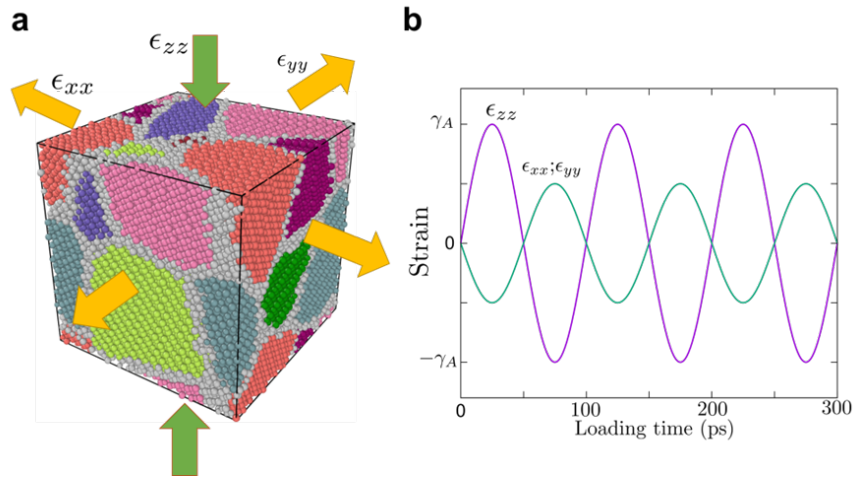 a
b
ϵzz
ϵyy
ϵxx
γA
ϵzz
ϵxx;ϵyy
Strain
0
−γA
0
100
200
300
Loading time (ps)